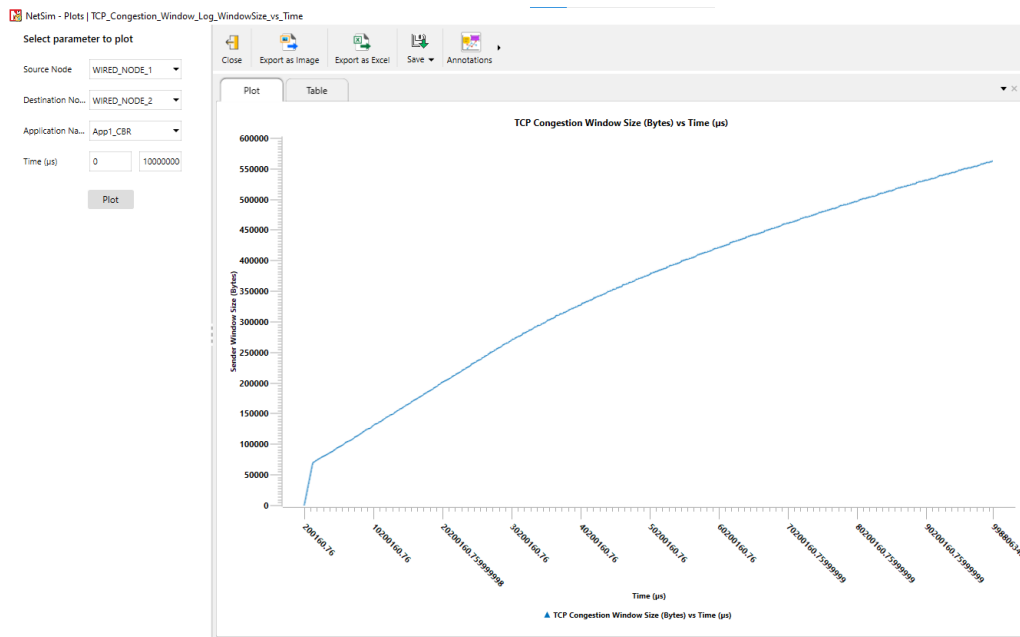 NetSim - Plots | TCP_Congestion_Window_Log_WindowSize_vs_Time
Select parameter to plot
Source Node WIRED_NODE_1
Destination No... WIRED_NODE_2
Application Na... App1_CBR
Time (µs) 0 10000000
Plot
Close Export as Image Export as Excel Save Annotations
Plot Table
TCP Congestion Window Size (Bytes) vs Time (µs)
Sender Window Size (Bytes)
600000
550000
500000
450000
400000
350000
300000
250000
200000
150000
100000
50000
0
200160.76 10200160.76 20200160.759999998 30200160.76 40200160.76 50200160.76 60200160.76 70200160.75999999 80200160.75999999 90200160.75999999
Time (µs)
TCP Congestion Window Size (Bytes) vs Time (µs)